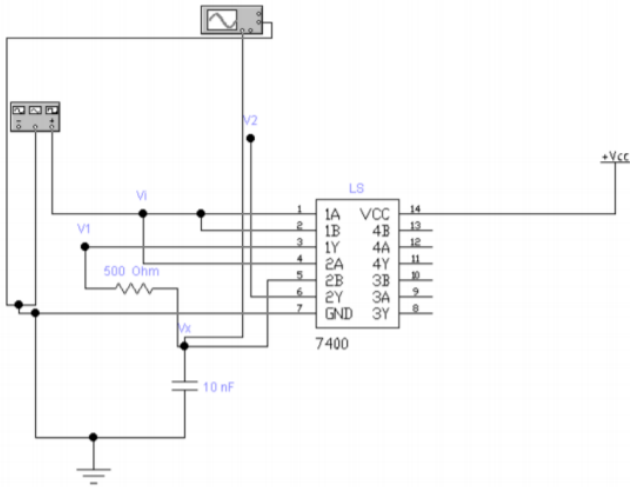 V2
+Vcc
Vi
LS
V1
1 1A VCC 14
2 1B 4B 13
3 1Y 4A 12
4 2A 4Y 11
5 2B 3B 10
6 2Y 3A 9
7 GND 3Y 8
500 Ohm
Vx
7400
10 nF